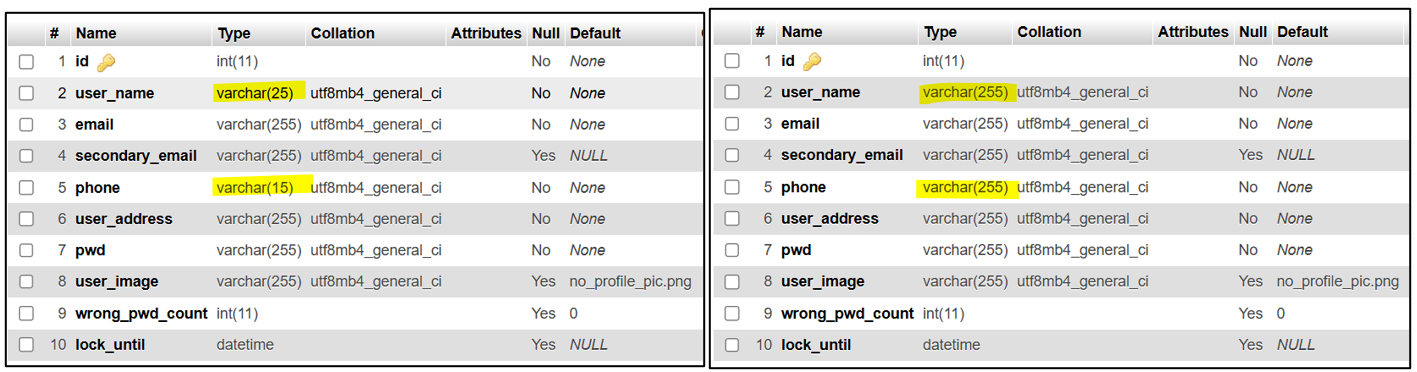 # Name Type Collation Attributes Null Default
1 id int(11) No None
2 user_name varchar(25) utf8mb4_general_ci No None
3 email varchar(255) utf8mb4_general_ci No None
4 secondary_email varchar(255) utf8mb4_general_ci Yes NULL
5 phone varchar(15) utf8mb4_general_ci No None
6 user_address varchar(255) utf8mb4_general_ci No None
7 pwd varchar(255) utf8mb4_general_ci No None
8 user_image varchar(255) utf8mb4_general_ci Yes no_profile_pic.png
9 wrong_pwd_count int(11) Yes 0
10 lock_until datetime Yes NULL
# Name Type Collation Attributes Null Default
1 id int(11) No None
2 user_name varchar(255) utf8mb4_general_ci No None
3 email varchar(255) utf8mb4_general_ci No None
4 secondary_email varchar(255) utf8mb4_general_ci Yes NULL
5 phone varchar(255) utf8mb4_general_ci No None
6 user_address varchar(255) utf8mb4_general_ci No None
7 pwd varchar(255) utf8mb4_general_ci No None
8 user_image varchar(255) utf8mb4_general_ci Yes no_profile_pic.png
9 wrong_pwd_count int(11) Yes 0
10 lock_until datetime Yes NULL